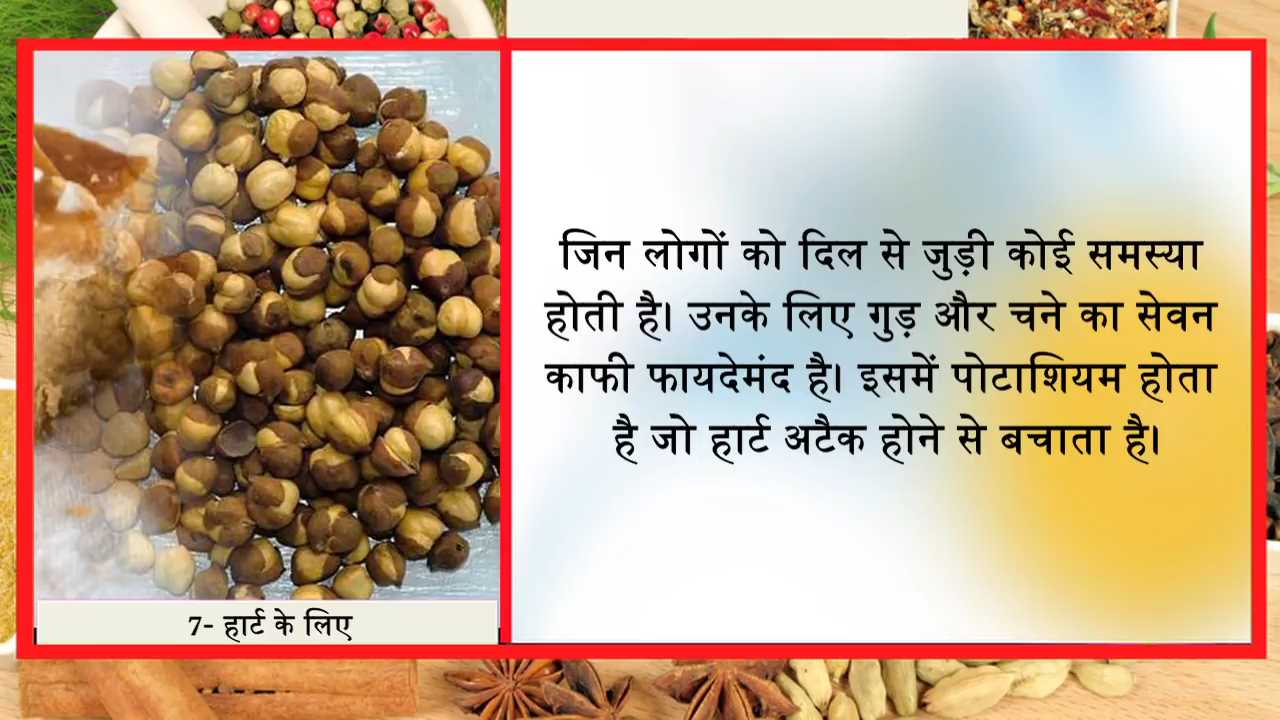 जिन लोगों को दिल से जुड़ी कोई समस्या
होती है। उनके लिए गुड़ और चने का सेवन
काफी फायदेमंद है। इसमें पोटाशियम होता
है जो हार्ट अटैक होने से बचाता है।
7- हार्ट के लिए